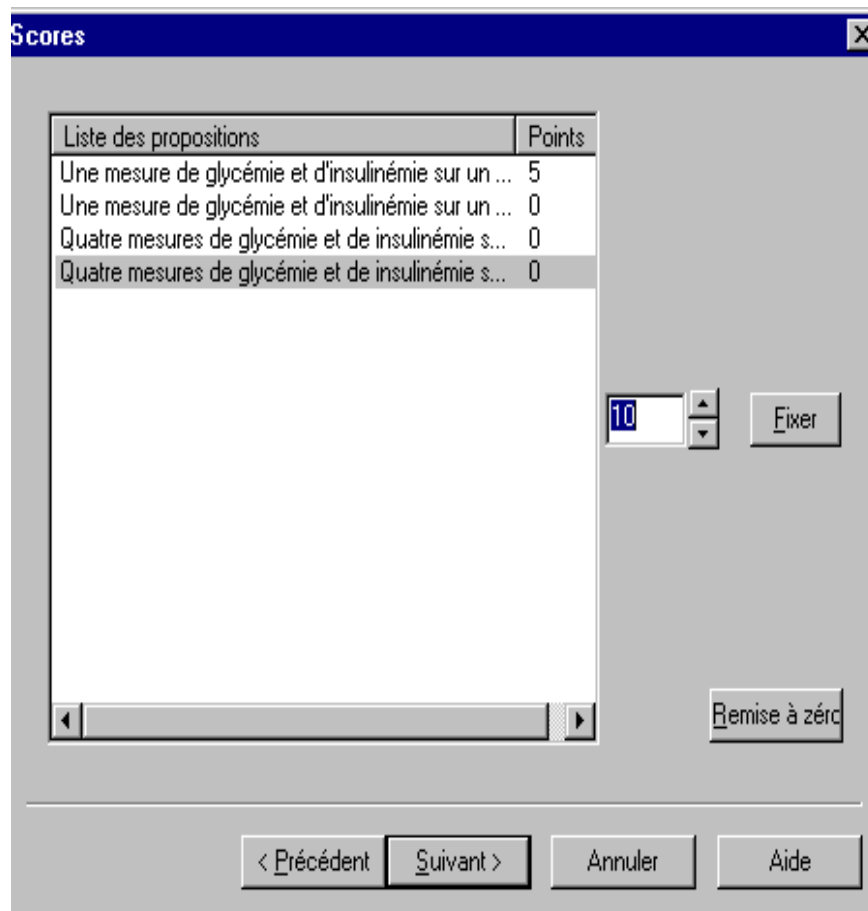 Scores
Liste des propositions Points
Une mesure de glycémie et d'insulinémie sur un ... 5
Une mesure de glycémie et d'insulinémie sur un ... 0
Quatre mesures de glycémie et de insulinémie s... 0
Quatre mesures de glycémie et de insulinémie s... 0
10 Fixer
Remise à zéro
< Précédent Suivant > Annuler Aide